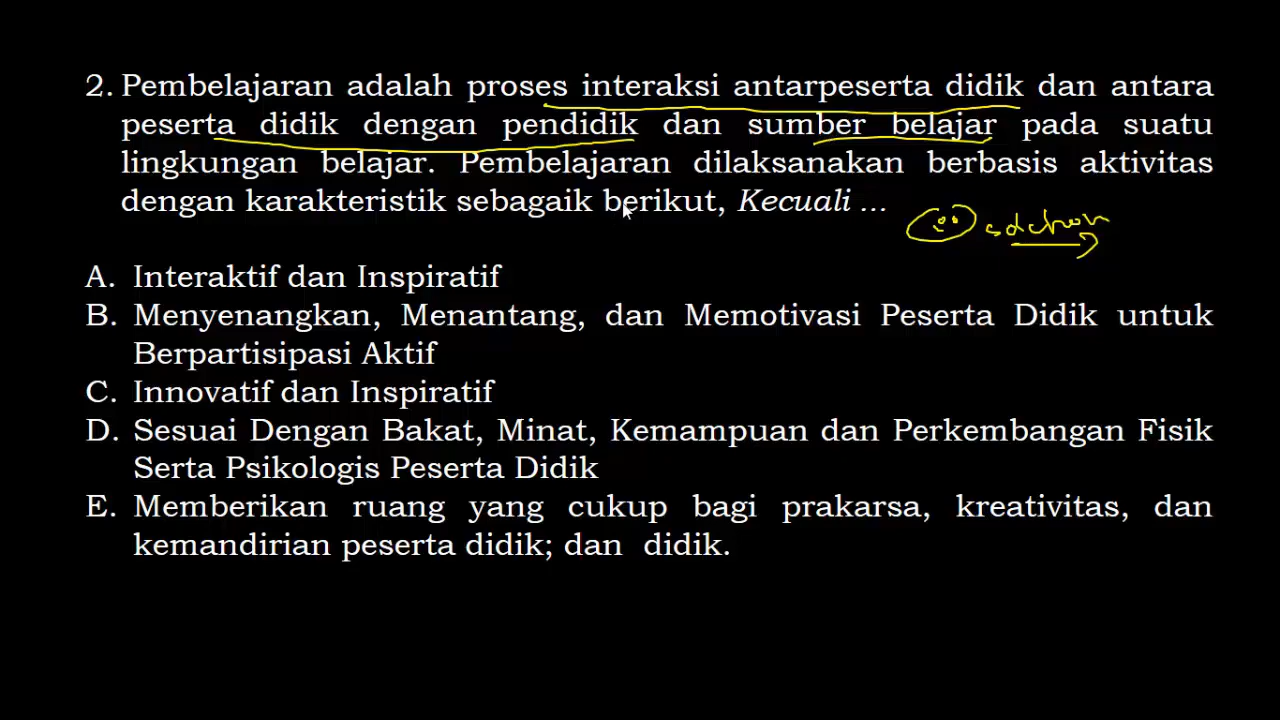 2. Pembelajaran adalah proses interaksi antarpeserta didik dan antara
peserta didik dengan pendidik dan sumber belajar pada suatu
lingkungan belajar. Pembelajaran dilaksanakan berbasis aktivitas
dengan karakteristik sebagaik berikut, Kecuali ...
A. Interaktif dan Inspiratif
B. Menyenangkan, Menantang, dan Memotivasi Peserta Didik untuk
Berpartisipasi Aktif
C. Innovatif dan Inspiratif
D. Sesuai Dengan Bakat, Minat, Kemampuan dan Perkembangan Fisik
Serta Psikologis Peserta Didik
E. Memberikan ruang yang cukup bagi prakarsa, kreativitas, dan
kemandirian peserta didik; dan didik.